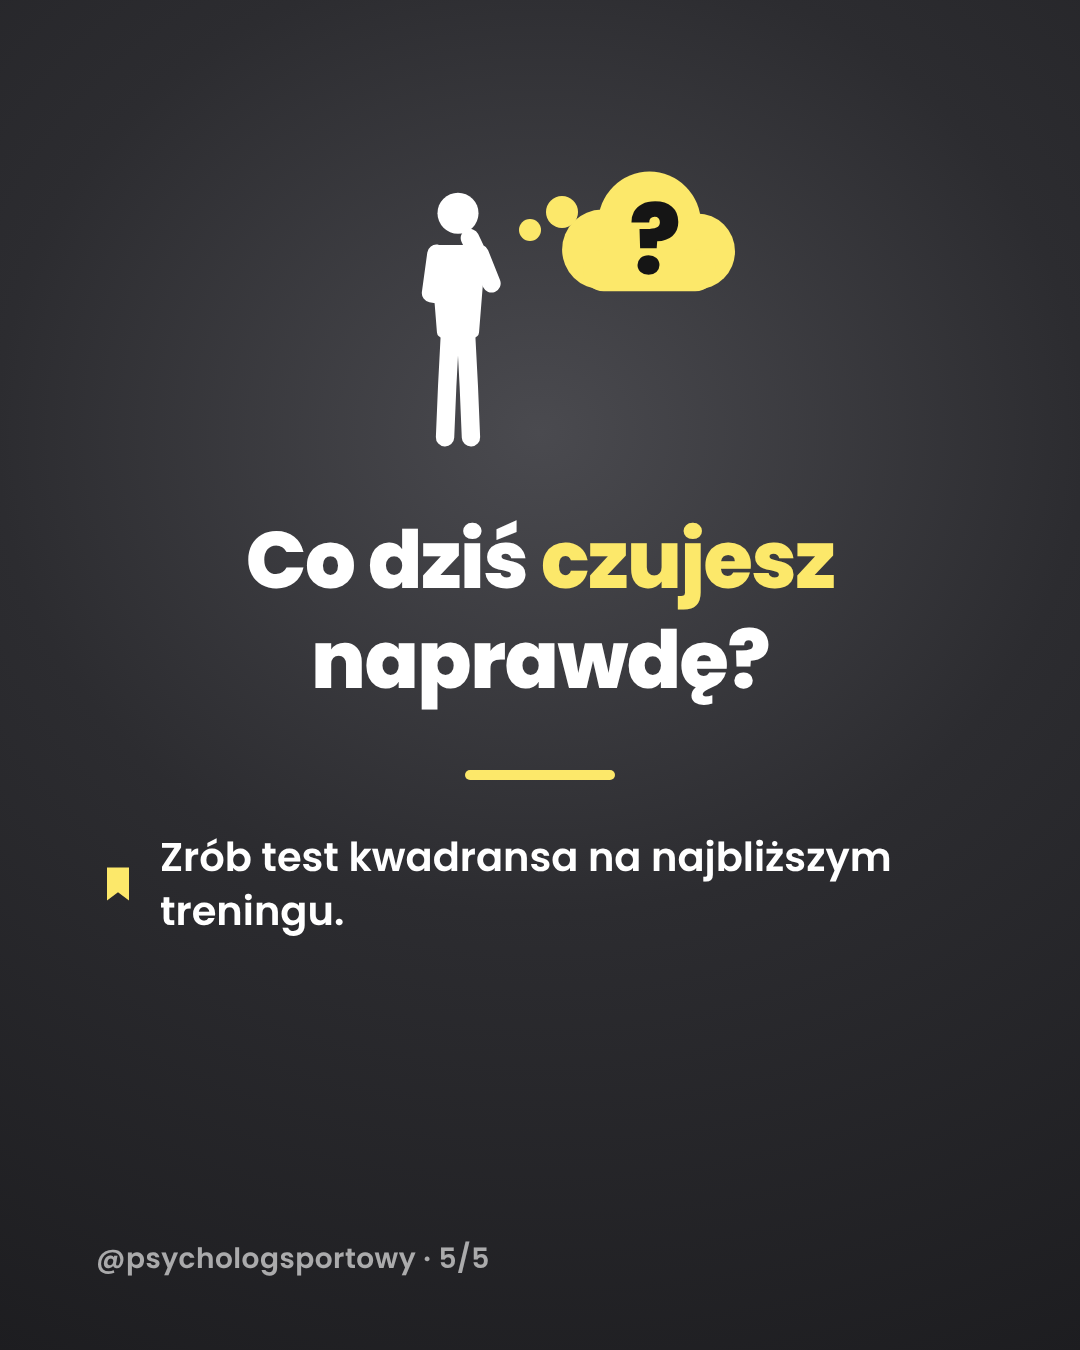 ?
Co dziś czujesz
naprawdę?
Zrób test kwadransa na najbliższym
treningu.
@psychologsportowy · 5/5